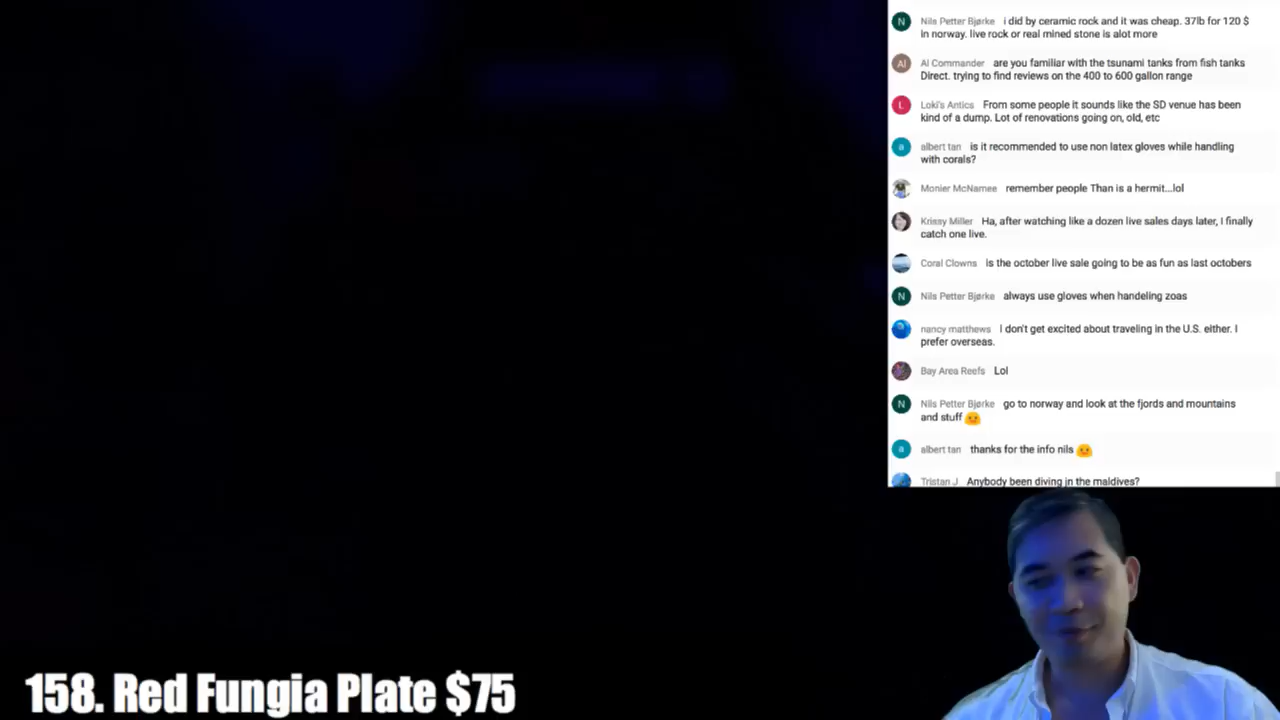 N Nils Petter Bjørke i did by ceramic rock and it was cheap. 37lb for 120 $
in norway. live rock or real mined stone is alot more
Al Al Commander are you familiar with the tsunami tanks from fish tanks
Direct. trying to find reviews on the 400 to 600 gallon range
L Loki's Antics From some people it sounds like the SD venue has been
kind of a dump. Lot of renovations going on, old, etc
a albert tan is it recommended to use non latex gloves while handling
with corals?
Monier McNamee remember people Than is a hermit...lol
Krissy Miller Ha, after watching like a dozen live sales days later, I finally
catch one live.
Coral Clowns is the october live sale going to be as fun as last octobers
N Nils Petter Bjørke always use gloves when handeling zoas
nancy matthews I don't get excited about traveling in the U.S. either. I
prefer overseas.
Bay Area Reefs Lol
N Nils Petter Bjørke go to norway and look at the fjords and mountains
and stuff
a albert tan thanks for the info nils
Tristan J Anybody been diving jn the maldives?
158. Red Fungia Plate $75